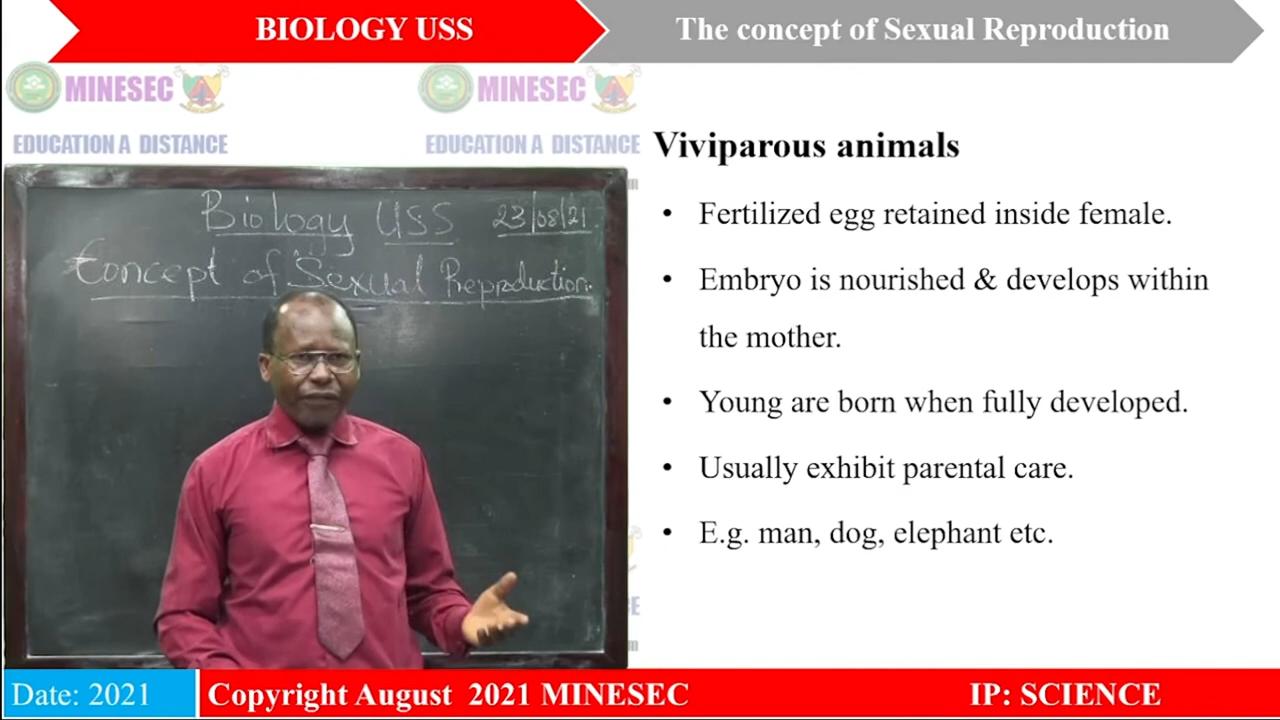 BIOLOGY USS
The concept of Sexual Reproduction
MINESEC
MINESEC
EDUCATION A DISTANCE
EDUCATION A DISTANCE
Biology USS 23/08/21
Concept of Sexual Reproduction.
Viviparous animals
• Fertilized egg retained inside female.
• Embryo is nourished & develops within
the mother.
• Young are born when fully developed.
• Usually exhibit parental care.
• E.g. man, dog, elephant etc.
Date: 2021
Copyright August 2021 MINESEC
IP: SCIENCE